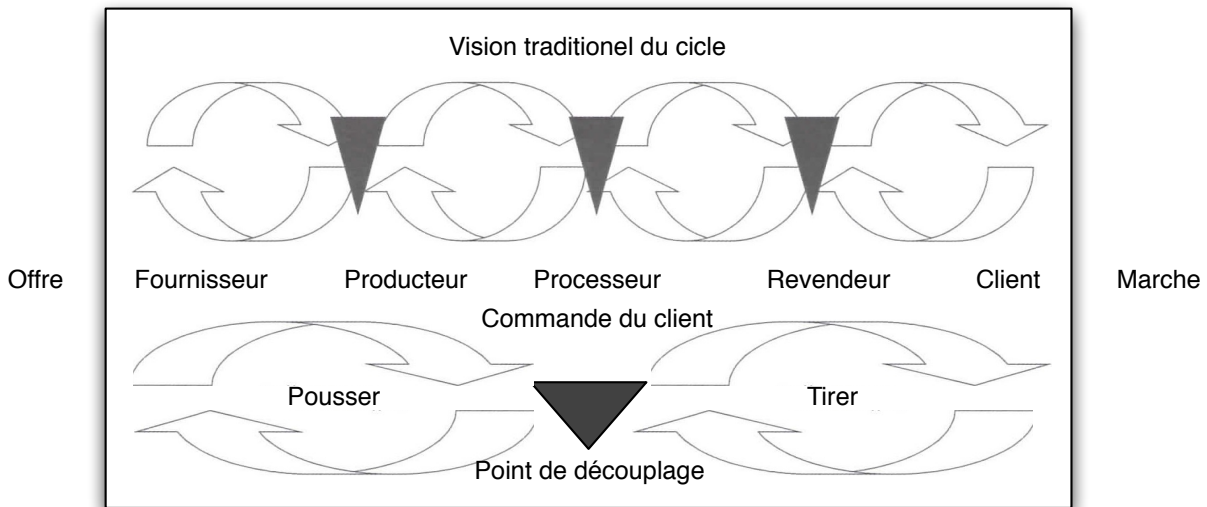 Vision traditionel du cicle
Offre Fournisseur Producteur Processeur Revendeur Client Marche
Commande du client
Pousser Tirer
Point de découplage